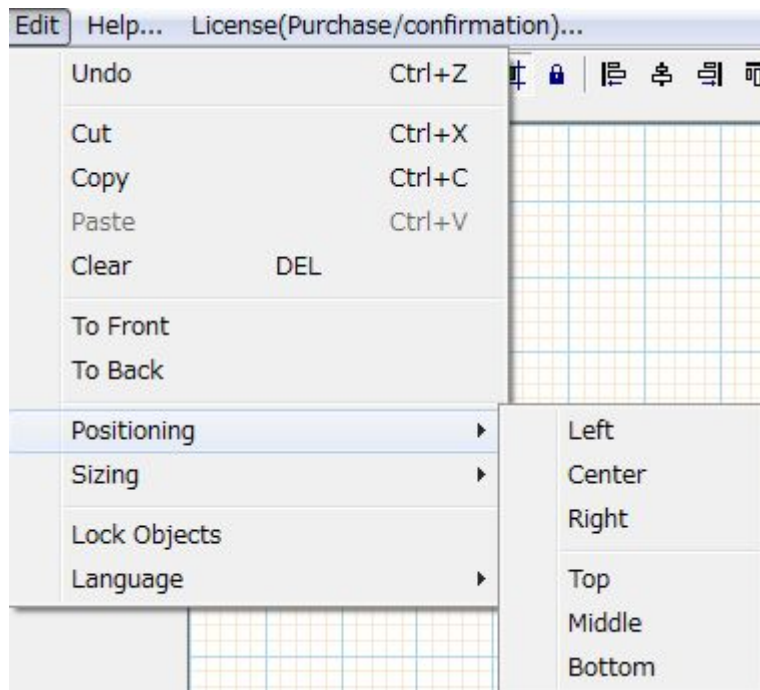 Edit Help... License(Purchase/confirmation)...
Undo Ctrl+Z
Cut Ctrl+X
Copy Ctrl+C
Paste Ctrl+V
Clear DEL
To Front
To Back
Positioning
Sizing
Lock Objects
Language
Left
Center
Right
Top
Middle
Bottom